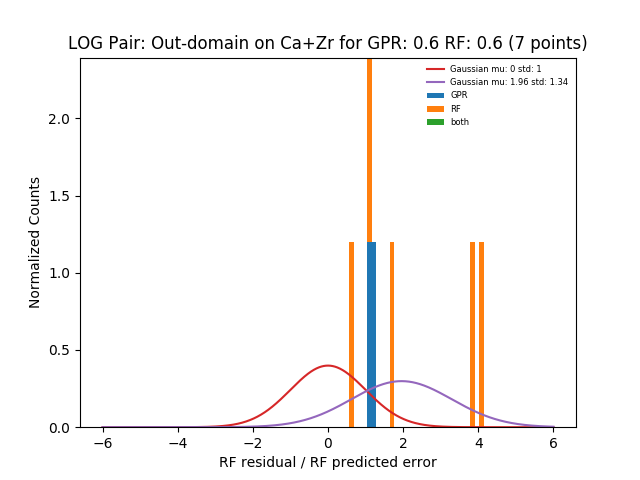 LOG Pair: Out-domain on Ca+Zr for GPR: 0.6 RF: 0.6 (7 points)
Gaussian mu: 0 std: 1
Gaussian mu: 1.96 std: 1.34
GPR
RF
both
Normalized Counts
2.0
1.5
1.0
0.5
0.0
−6 −4 −2 0 2 4 6
RF residual / RF predicted error